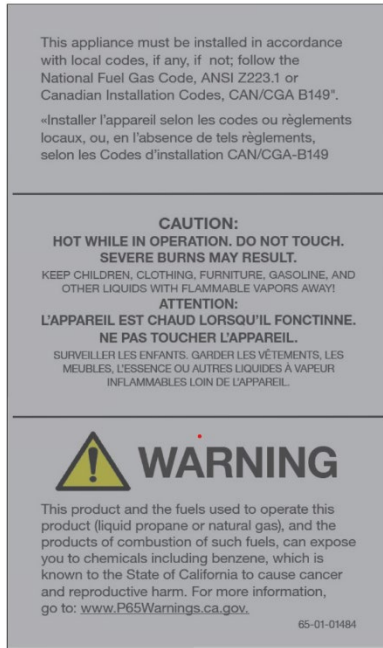 This appliance must be installed in accordance
with local codes, if any, if not; follow the
National Fuel Gas Code, ANSI Z223.1 or
Canadian Installation Codes, CAN/CGA B149".
«Installer l'appareil selon les codes ou règlements
locaux, ou, en l'absence de tels règlements,
selon les Codes d'installation CAN/CGA-B149
CAUTION:
HOT WHILE IN OPERATION. DO NOT TOUCH.
SEVERE BURNS MAY RESULT.
KEEP CHILDREN, CLOTHING, FURNITURE, GASOLINE, AND
OTHER LIQUIDS WITH FLAMMABLE VAPORS AWAY!
ATTENTION:
L'APPAREIL EST CHAUD LORSQU'IL FONCTINNE.
NE PAS TOUCHER L'APPAREIL.
SURVEILLER LES ENFANTS. GARDER LES VÊTEMENTS, LES
MEUBLES, L'ESSENCE OU AUTRES LIQUIDES À VAPEUR
INFLAMMABLES LOIN DE L'APPAREIL.
WARNING
This product and the fuels used to operate this
product (liquid propane or natural gas), and the
products of combustion of such fuels, can expose
you to chemicals including benzene, which is
known to the State of California to cause cancer
and reproductive harm. For more information,
go to: www.P65Warnings.ca.gov.
65-01-01484